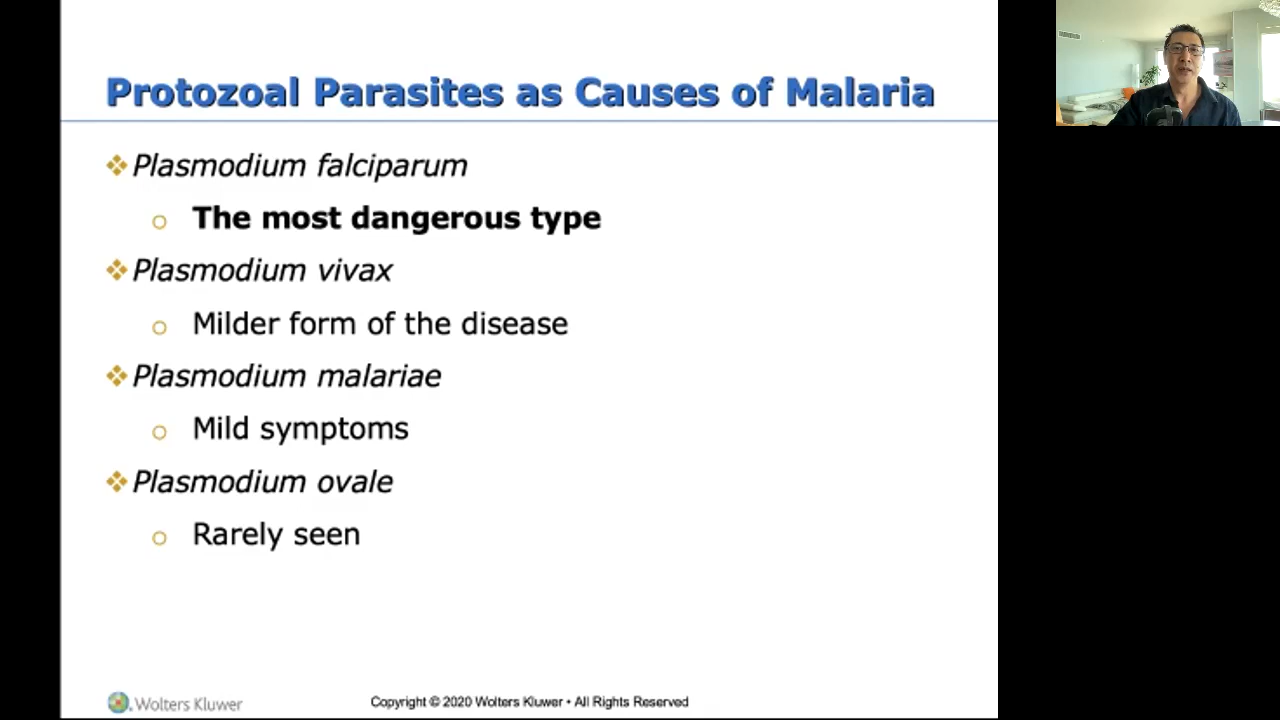 Protozoal Parasites as Causes of Malaria
Plasmodium falciparum
The most dangerous type
Plasmodium vivax
Milder form of the disease
Plasmodium malariae
Mild symptoms
Plasmodium ovale
Rarely seen
Wolters Kluwer
Copyright © 2020 Wolters Kluwer • All Rights Reserved